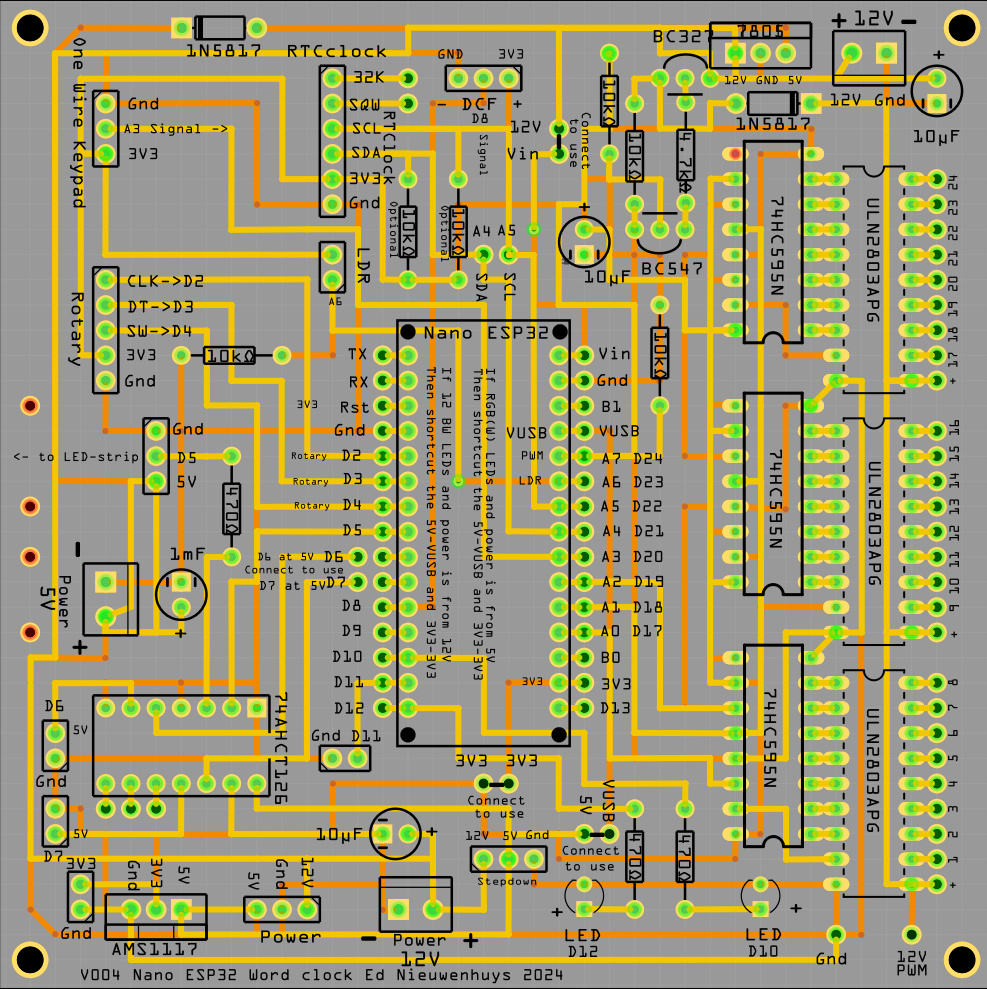 + 12V -
BC327 7805
1N5817 RTCclock
GND 3V3
12V GND 5V
+
One Wire Keypad
Gnd
A3 Signal ->
3V3
32K
SQW
SCL
SDA
3V3
Gnd
RTClock
- DCF +
D8
Signal
12V
Vin
Connect
to use
10kΩ
10kΩ
4.7kΩ
1N5817
12V Gnd
10µF
10kΩ
Optional
10kΩ
Optional
A4 A5
SDA
SCL
+
10µF
BC547
74HC595N
ULN2803APG
24
23
22
21
20
19
18
17
+
LDR
A6
Rotary
CLK->D2
DT->D3
SW->D4
3V3
Gnd
10kΩ
10kΩ
Nano ESP32
TX
RX
3V3 Rst
Gnd
Rotary D2
Rotary D3
Rotary D4
D5
D6 at 5V D6
Connect to use
D7 at 5V D7
D8
D9
D10
D11
D12
If 12 BW LEDs and power is from 12V
Then shortcut the 5V-VUSB and 3V3-3V3
If RGB(W) LEDs and power is from 5V
Then shortcut the 5V-VUSB and 3V3-3V3
Vin
Gnd
B1
VUSB VUSB
PWM A7 D24
LDR A6 D23
A5 D22
A4 D21
A3 D20
A2 D19
A1 D18
A0 D17
B0
3V3 3V3
D13
Gnd
<- to LED-strip D5
5V
470Ω
1mF
-
Power
5V
+
+
74HC595N
ULN2803APG
16
15
14
13
12
11
10
9
+
74AHCT126
D6
5V
Gnd
5V
D7
Gnd D11
3V3 3V3
Connect
to use
5V
VUSB
Connect
to use
10µF
- +
12V 5V Gnd
Stepdown
470Ω
470Ω
74HC595N
ULN2803APG
8
7
6
5
4
3
2
1
+
3V3
Gnd
Gnd
3V3
5V
AMS1117
5V
Gnd
12V
Power
- Power +
12V
+
LED
D12
+
LED
D10
Gnd
12V
PWM
V004 Nano ESP32 Word clock Ed Nieuwenhuys 2024